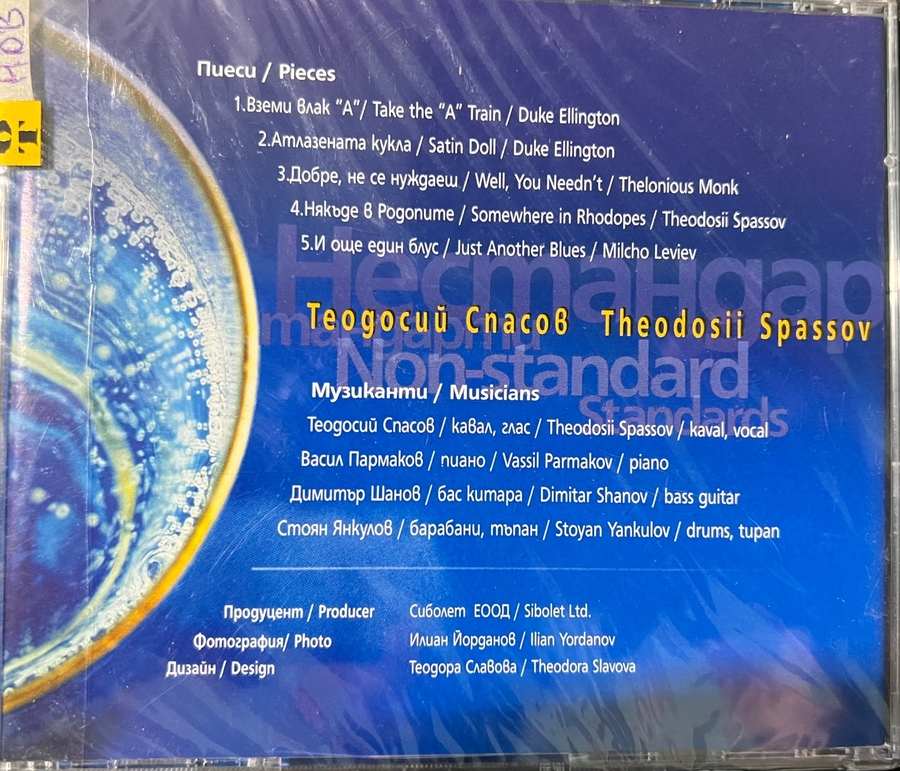 НОВ
Пиеси / Pieces
1.Вземи влак "А"/ Take the "A" Train / Duke Ellington
2.Атлазената кукла / Satin Doll / Duke Ellington
3.Добре, не се нуждаеш / Well, You Needn't / Thelonious Monk
4.Някъде в Родопите / Somewhere in Rhodopes / Theodosii Spassov
5.И още един блус / Just Another Blues / Milcho Leviev
Нестандар
Теодосий Спасов Theodosii Spassov
Non-standard
Standards
Музиканти / Musicians
Теодосий Спасов / кавал, глас / Theodosii Spassov / kaval, vocal
Васил Пармаков / пиано / Vassil Parmakov / piano
Димитър Шанов / бас китара / Dimitar Shanov / bass guitar
Стоян Янкулов / барабани, тъпан / Stoyan Yankulov / drums, tupan
Продуцент / Producer Сиболет ЕООД / Sibolet Ltd.
Фотография/ Photo Илиан Йорданов / Ilian Yordanov
Дизайн / Design Теодора Славова / Theodora Slavova